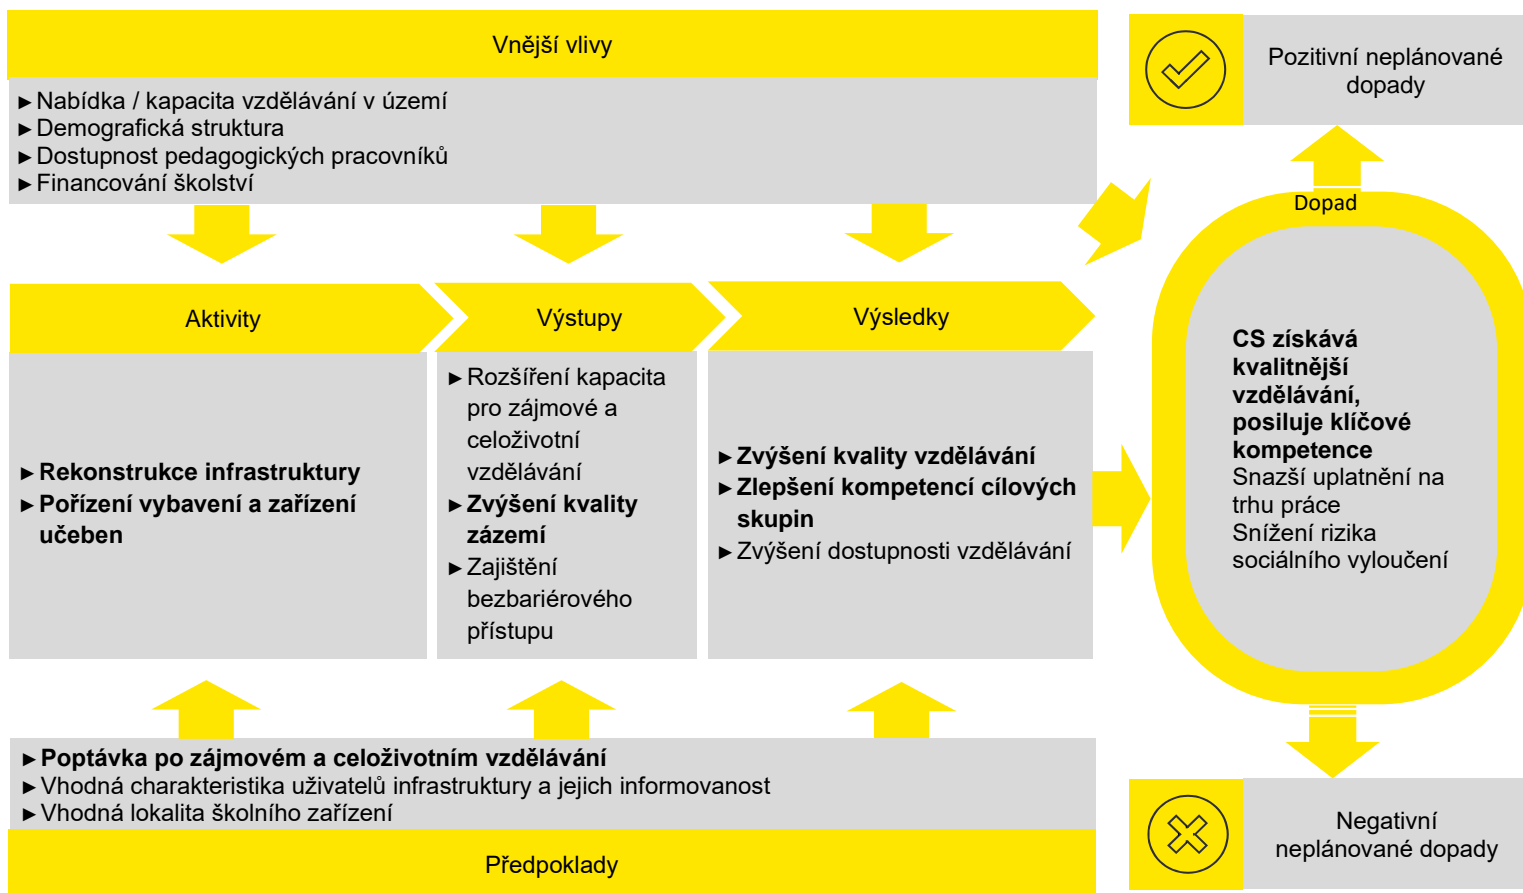 Vnější vlivy
►Nabídka / kapacita vzdělávání v území
►Demografická struktura
►Dostupnost pedagogických pracovníků
►Financování školství
Pozitivní neplánované
dopady
Aktivity
►Rekonstrukce infrastruktury
►Pořízení vybavení a zařízení
učeben
Výstupy
►Rozšíření kapacita
pro zájmové a
celoživotní
vzdělávání
►Zvýšení kvality
zázemí
►Zajištění
bezbariérového
přístupu
Výsledky
►Zvýšení kvality vzdělávání
►Zlepšení kompetencí cílových
skupin
►Zvýšení dostupnosti vzdělávání
Dopad
CS získává
kvalitnější
vzdělávání,
posiluje klíčové
kompetence
Snazší uplatnění na
trhu práce
Snížení rizika
sociálního vyloučení
►Poptávka po zájmovém a celoživotním vzdělávání
►Vhodná charakteristika uživatelů infrastruktury a jejich informovanost
►Vhodná lokalita školního zařízení
Předpoklady
Negativní
neplánované dopady